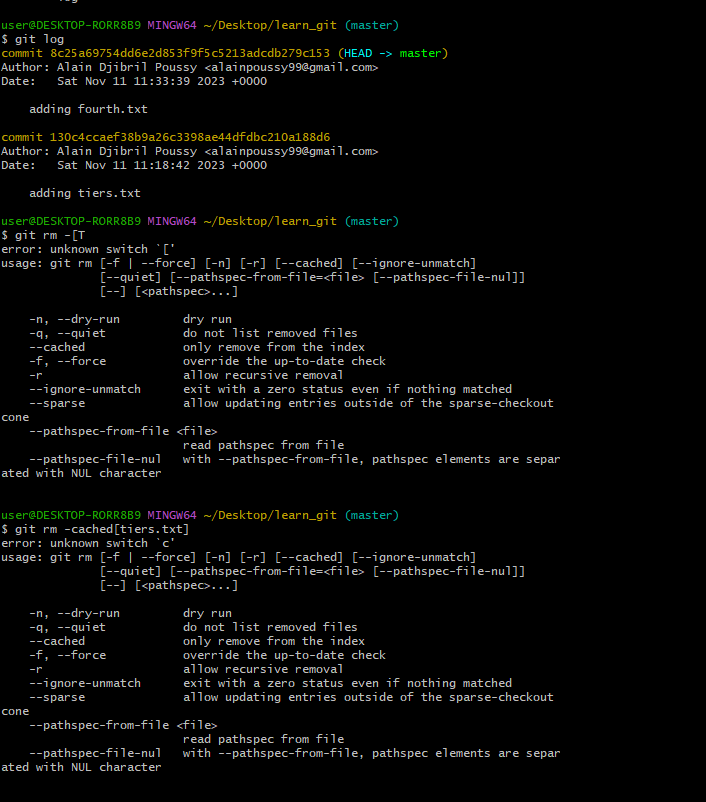 log
user@DESKTOP-RORR8B9 MINGW64 ~/Desktop/learn_git (master)
$ git log
commit 8c25a69754dd6e2d853f9f5c5213adcdb279c153 (HEAD -> master)
Author: Alain Djibril Poussy <alainpoussy99@gmail.com>
Date:   Sat Nov 11 11:33:39 2023 +0000
    adding fourth.txt
commit 130c4ccaef38b9a26c3398ae44dfdbc210a188d6
Author: Alain Djibril Poussy <alainpoussy99@gmail.com>
Date:   Sat Nov 11 11:18:42 2023 +0000
    adding tiers.txt
user@DESKTOP-RORR8B9 MINGW64 ~/Desktop/learn_git (master)
$ git rm -[T
error: unknown switch `['
usage: git rm [-f | --force] [-n] [-r] [--cached] [--ignore-unmatch]
              [--quiet] [--pathspec-from-file=<file> [--pathspec-file-nul]]
              [--] [<pathspec>...]
    -n, --dry-run         dry run
    -q, --quiet           do not list removed files
    --cached              only remove from the index
    -f, --force           override the up-to-date check
    -r                    allow recursive removal
    --ignore-unmatch      exit with a zero status even if nothing matched
    --sparse              allow updating entries outside of the sparse-checkout
cone
    --pathspec-from-file <file>
                          read pathspec from file
    --pathspec-file-nul   with --pathspec-from-file, pathspec elements are separ
ated with NUL character
user@DESKTOP-RORR8B9 MINGW64 ~/Desktop/learn_git (master)
$ git rm -cached[tiers.txt]
error: unknown switch `c'
usage: git rm [-f | --force] [-n] [-r] [--cached] [--ignore-unmatch]
              [--quiet] [--pathspec-from-file=<file> [--pathspec-file-nul]]
              [--] [<pathspec>...]
    -n, --dry-run         dry run
    -q, --quiet           do not list removed files
    --cached              only remove from the index
    -f, --force           override the up-to-date check
    -r                    allow recursive removal
    --ignore-unmatch      exit with a zero status even if nothing matched
    --sparse              allow updating entries outside of the sparse-checkout
cone
    --pathspec-from-file <file>
                          read pathspec from file
    --pathspec-file-nul   with --pathspec-from-file, pathspec elements are separ
ated with NUL character